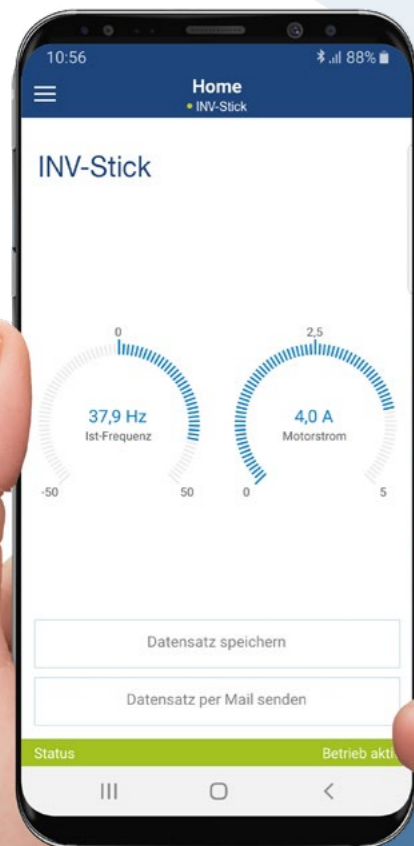 10:56
88%
Home
INV-Stick
INV-Stick
0
2,5
37,9 Hz
Ist-Frequenz
4,0 A
Motorstrom
-50
50
0
5
Datensatz speichern
Datensatz per Mail senden
Status
Betrieb akti